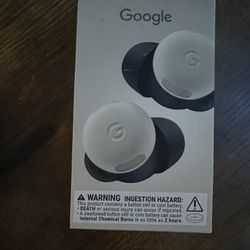 Google
G
G
⚠ WARNING INGESTION HAZARD:
This product contains a button cell or coin battery.
• DEATH or serious injury can occur if ingested.
• A swallowed button cell or coin battery can cause
Internal Chemical Burns in as little as 2 hours.